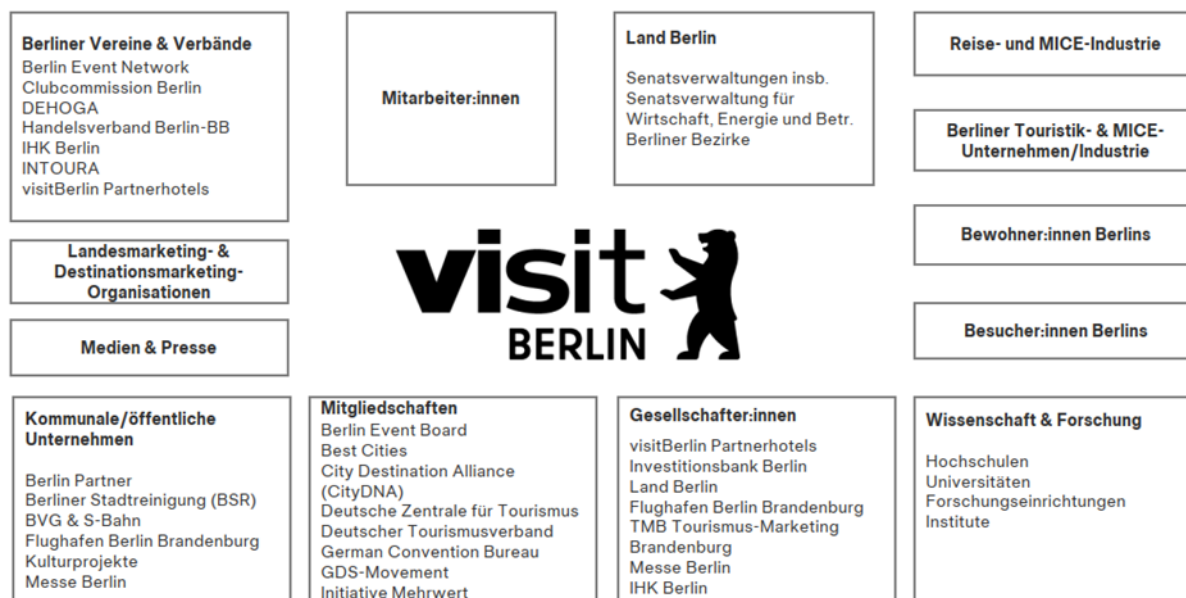 Berliner Vereine & Verbände
Berlin Event Network
Clubcommission Berlin
DEHOGA
Handelsverband Berlin-BB
IHK Berlin
INTOURA
visitBerlin Partnerhotels
Mitarbeiter:innen
Land Berlin
Senatsverwaltungen insb.
Senatsverwaltung für
Wirtschaft, Energie und Betr.
Berliner Bezirke
Reise- und MICE-Industrie
Berliner Touristik- & MICE-
Unternehmen/Industrie
Bewohner:innen Berlins
Besucher:innen Berlins
Landesmarketing- &
Destinationsmarketing-
Organisationen
Medien & Presse
visit
BERLIN
Kommunale/öffentliche
Unternehmen
Berlin Partner
Berliner Stadtreinigung (BSR)
BVG & S-Bahn
Flughafen Berlin Brandenburg
Kulturprojekte
Messe Berlin
Mitgliedschaften
Berlin Event Board
Best Cities
City Destination Alliance
(CityDNA)
Deutsche Zentrale für Tourismus
Deutscher Tourismusverband
German Convention Bureau
GDS-Movement
Initiative Mehrwert
Gesellschafter:innen
visitBerlin Partnerhotels
Investitionsbank Berlin
Land Berlin
Flughafen Berlin Brandenburg
TMB Tourismus-Marketing
Brandenburg
Messe Berlin
IHK Berlin
Wissenschaft & Forschung
Hochschulen
Universitäten
Forschungseinrichtungen
Institute